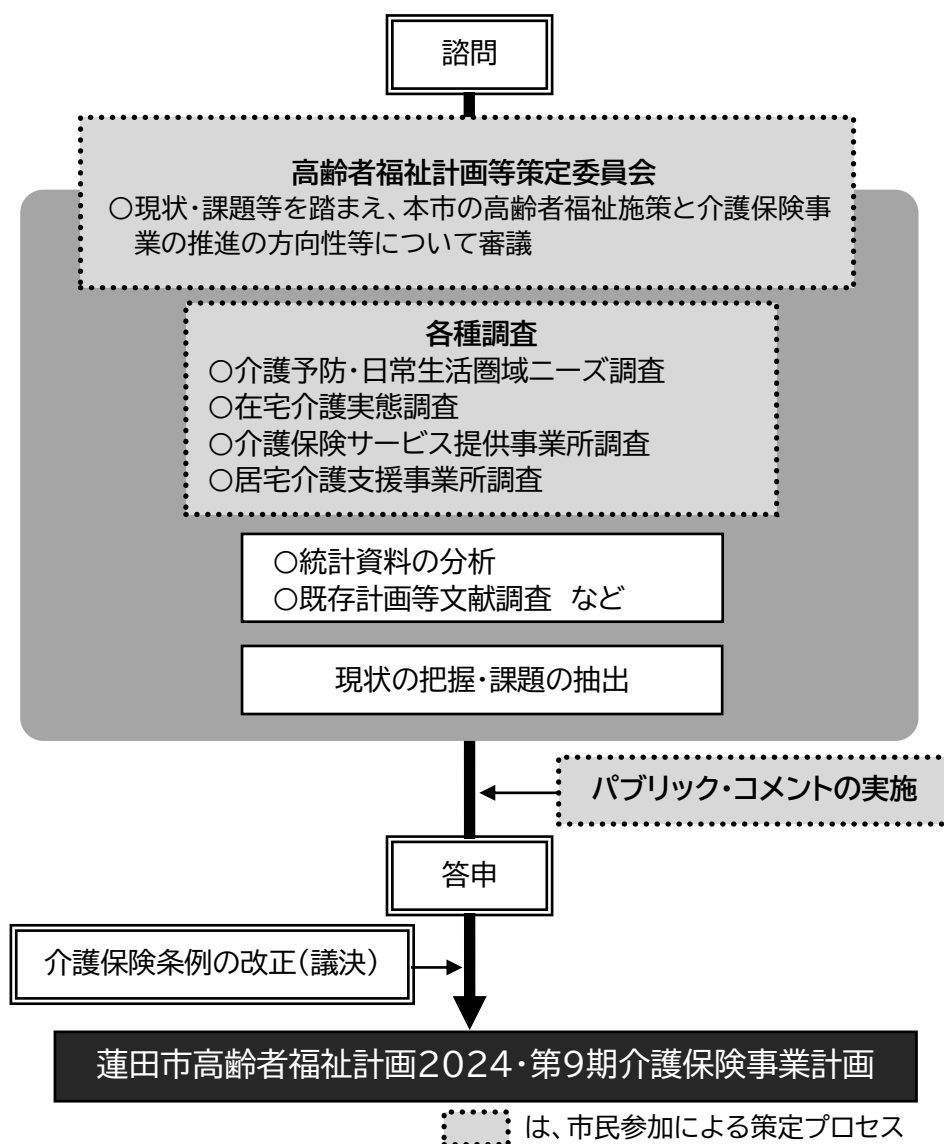 諮問
高齢者福祉計画等策定委員会
○現状・課題等を踏まえ、本市の高齢者福祉施策と介護保険事
業の推進の方向性等について審議
各種調査
○介護予防・日常生活圏域ニーズ調査
○在宅介護実態調査
○介護保険サービス提供事業所調査
○居宅介護支援事業所調査
○統計資料の分析
○既存計画等文献調査　など
現状の把握・課題の抽出
パブリック・コメントの実施
答申
介護保険条例の改正（議決）
蓮田市高齢者福祉計画2024・第9期介護保険事業計画
は、市民参加による策定プロセス